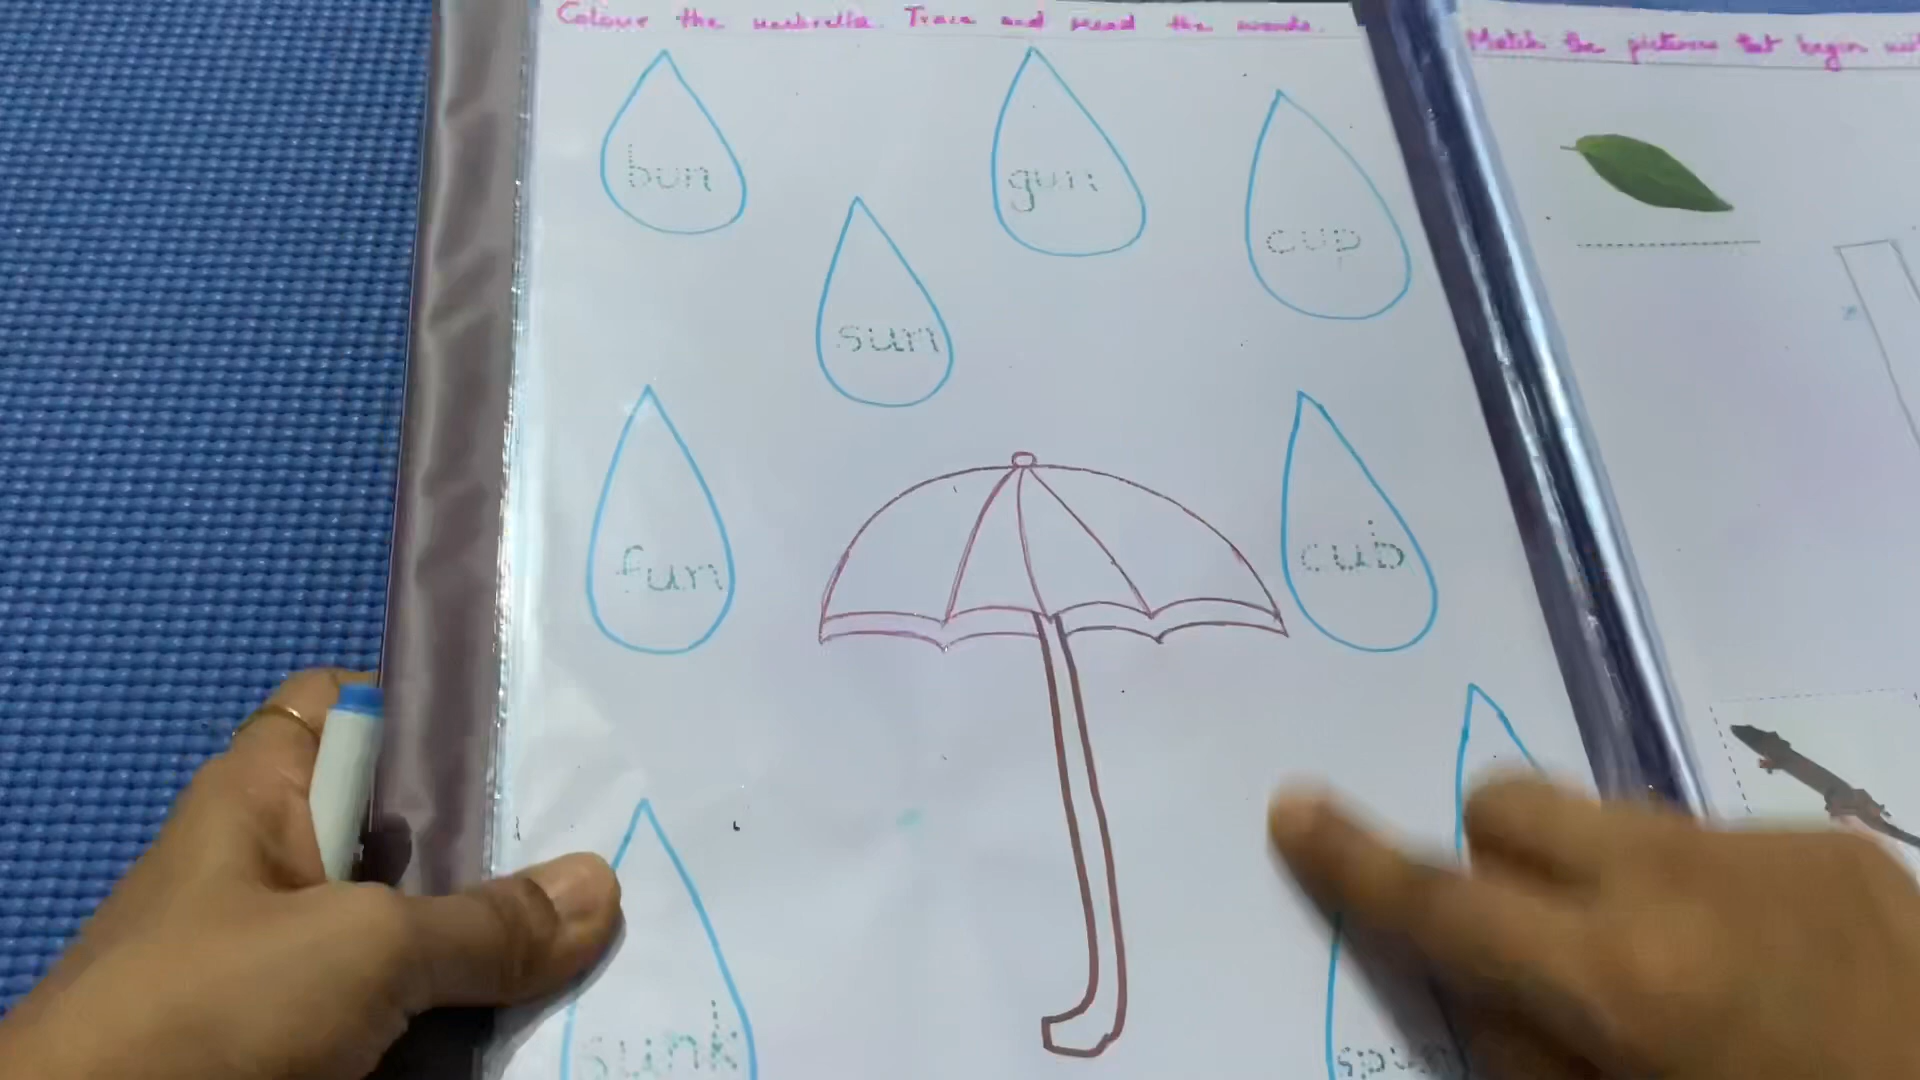 Colour the umbrella. Trace and read the words.
Match the pictures that begin
bun
gun
cup
sun
fun
cub
sunk